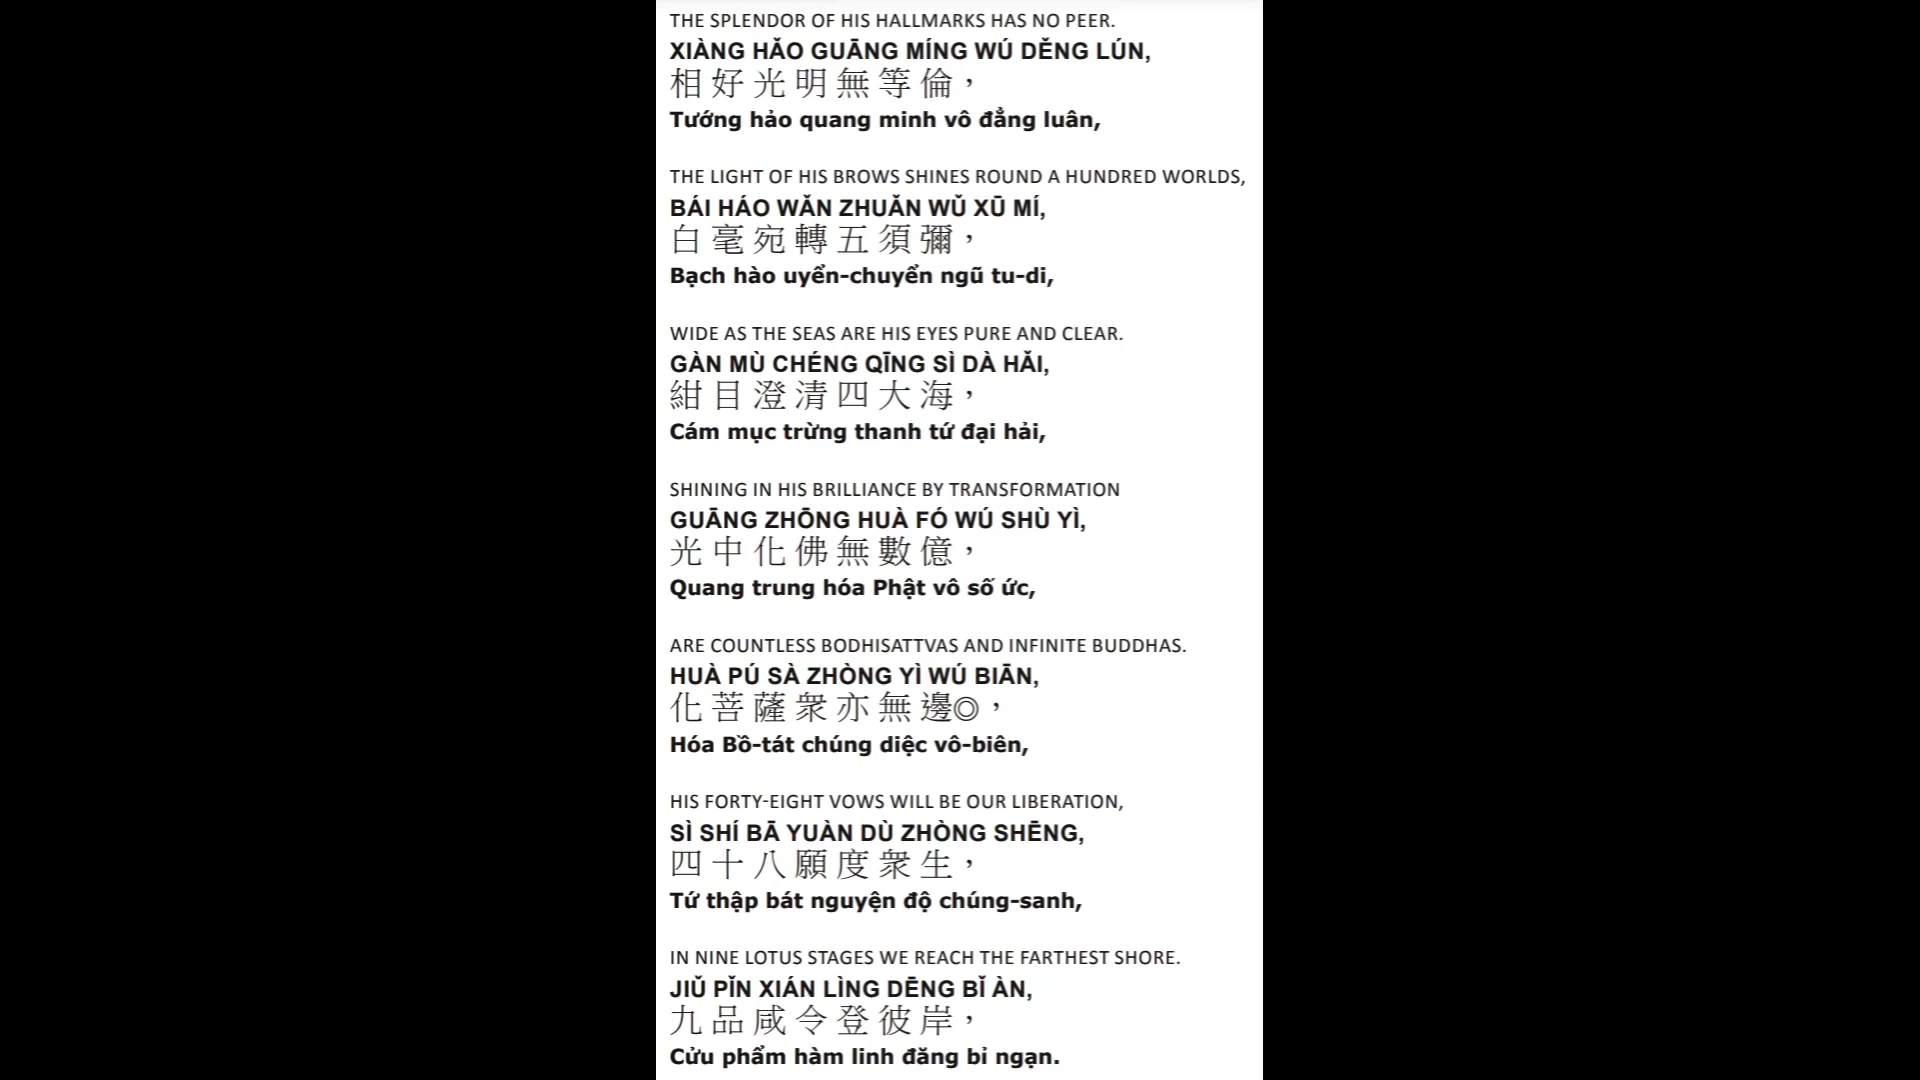 THE SPLENDOR OF HIS HALLMARKS HAS NO PEER.
XIÀNG HǍO GUĀNG MÍNG WÚ DĚNG LÚN,
相好光明無等倫，
Tướng hảo quang minh vô đẳng luân,
THE LIGHT OF HIS BROWS SHINES ROUND A HUNDRED WORLDS,
BÁI HÁO WǍN ZHUǍN WǓ XŪ MÍ,
白毫宛轉五須彌，
Bạch hào uyển-chuyển ngũ tu-di,
WIDE AS THE SEAS ARE HIS EYES PURE AND CLEAR.
GÀN MÙ CHÉNG QĪNG SÌ DÀ HǍI,
紺目澄清四大海，
Cám mục trừng thanh tứ đại hải,
SHINING IN HIS BRILLIANCE BY TRANSFORMATION
GUĀNG ZHŌNG HUÀ FÓ WÚ SHÙ YÌ,
光中化佛無數億，
Quang trung hóa Phật vô số ức,
ARE COUNTLESS BODHISATTVAS AND INFINITE BUDDHAS.
HUÀ PÚ SÀ ZHÒNG YÌ WÚ BIĀN,
化菩薩衆亦無邊◎，
Hóa Bồ-tát chúng diệc vô-biên,
HIS FORTY-EIGHT VOWS WILL BE OUR LIBERATION,
SÌ SHÍ BĀ YUÀN DÙ ZHÒNG SHĒNG,
四十八願度衆生，
Tứ thập bát nguyện độ chúng-sanh,
IN NINE LOTUS STAGES WE REACH THE FARTHEST SHORE.
JIǓ PǏN XIÁN LÌNG DĒNG BǏ ÀN,
九品咸令登彼岸，
Cửu phẩm hàm linh đăng bỉ ngạn.